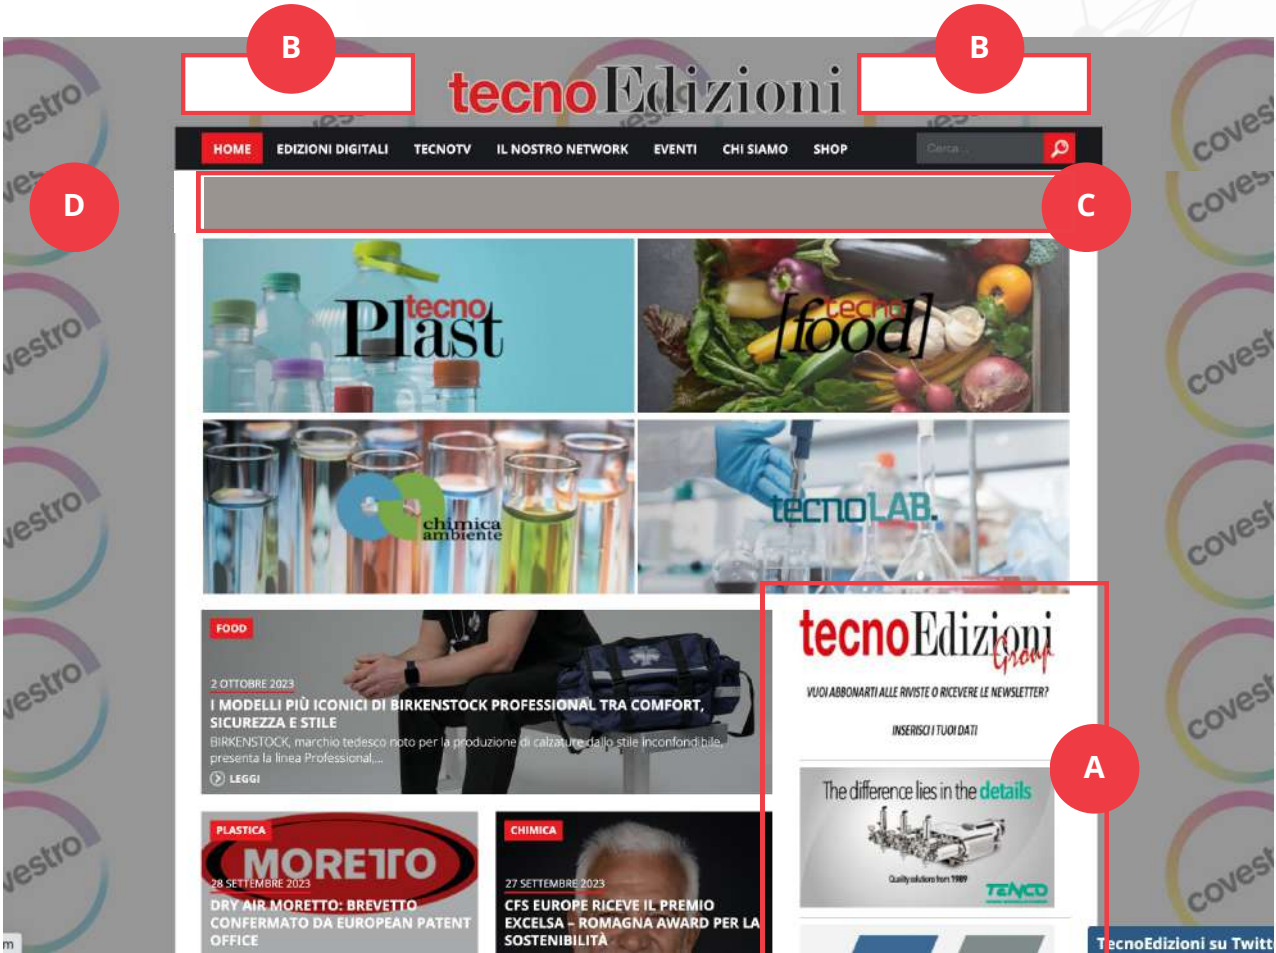 B
B
tecnoEdizioni
HOME EDIZIONI DIGITALI TECNOTV IL NOSTRO NETWORK EVENTI CHI SIAMO SHOP Cerca ...
D
C
covestro
tecno
Plast
tecno
[food]
chimica
ambiente
tecnoLAB.
FOOD
2 OTTOBRE 2023
I MODELLI PIÙ ICONICI DI BIRKENSTOCK PROFESSIONAL TRA COMFORT,
SICUREZZA E STILE
BIRKENSTOCK, marchio tedesco noto per la produzione di calzature dallo stile inconfondibile,
presenta la linea Professional,...
LEGGI
tecnoEdizioni
Group
VUOI ABBONARTI ALLE RIVISTE O RICEVERE LE NEWSLETTER?
INSERISCI I TUOI DATI
A
The difference lies in the details
Quality solutions from 1989
TENCO
PLASTICA
MORETTO
28 SETTEMBRE 2023
DRY AIR MORETTO: BREVETTO
CONFERMATO DA EUROPEAN PATENT
OFFICE
CHIMICA
27 SETTEMBRE 2023
CFS EUROPE RICEVE IL PREMIO
EXCELSA – ROMAGNA AWARD PER LA
SOSTENIBILITÀ
m
TecnoEdizioni su Twitt